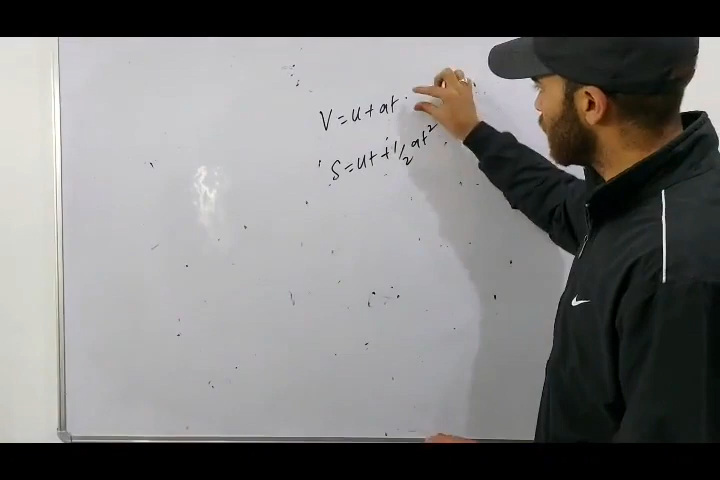 V = u + at
S = ut + 1/2 at²